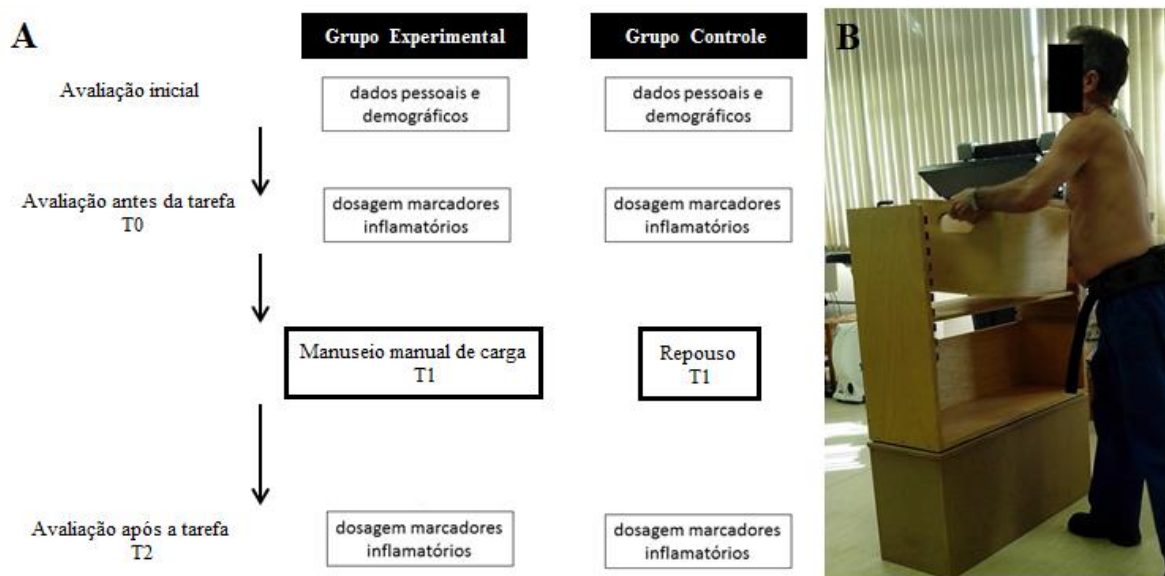 A
Grupo Experimental
Grupo Controle
B
Avaliação inicial
dados pessoais e
demográficos
dados pessoais e
demográficos
Avaliação antes da tarefa
T0
dosagem marcadores
inflamatórios
dosagem marcadores
inflamatórios
Manuseio manual de carga
T1
Repouso
T1
Avaliação após a tarefa
T2
dosagem marcadores
inflamatórios
dosagem marcadores
inflamatórios